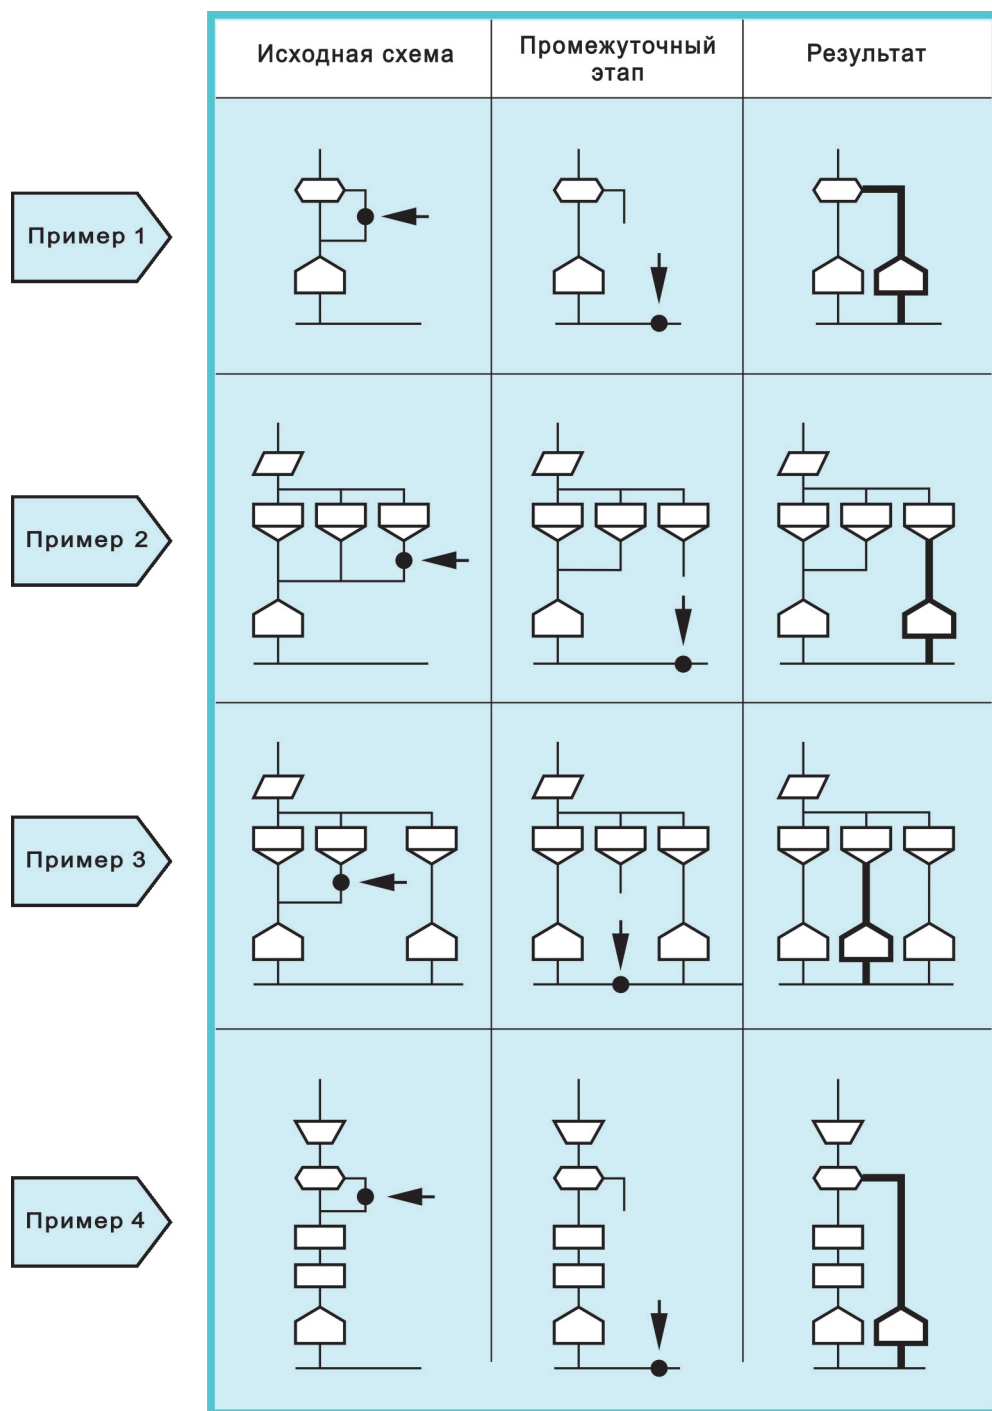 Исходная схема
Промежуточный
этап
Результат
Пример 1
Пример 2
Пример 3
Пример 4